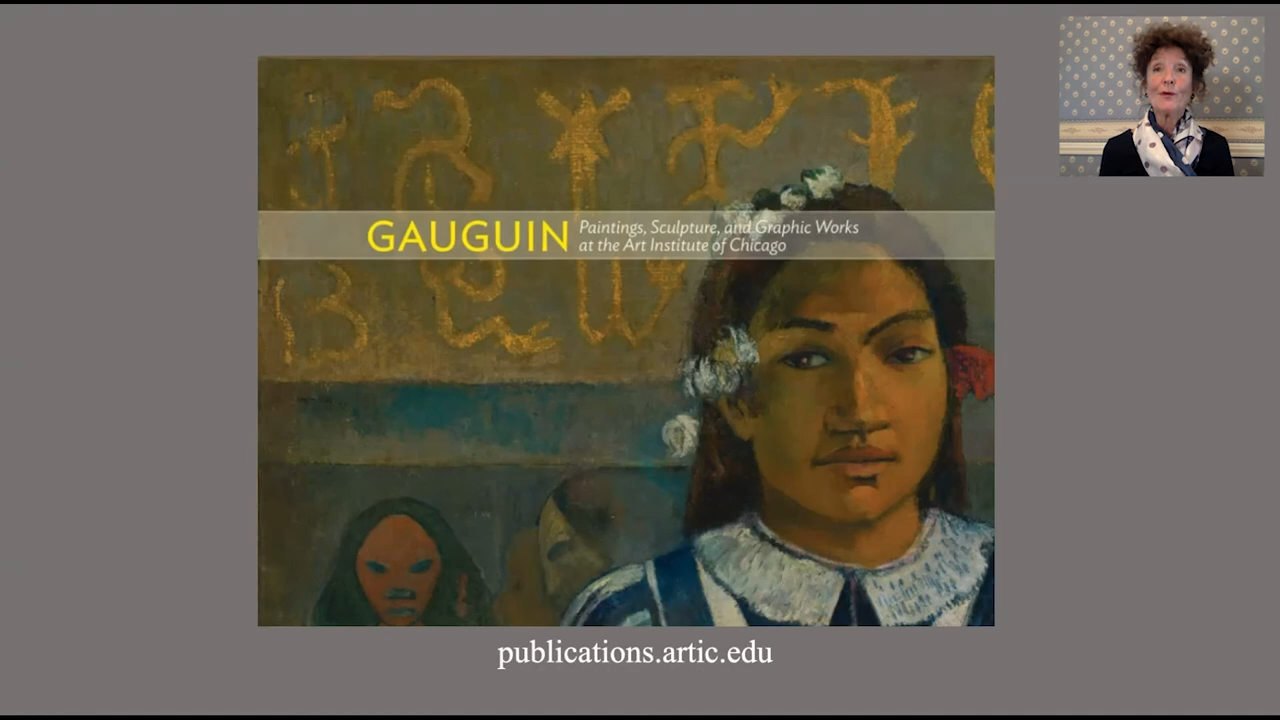 GAUGUIN
Paintings, Sculpture, and Graphic Works
at the Art Institute of Chicago
publications.artic.edu